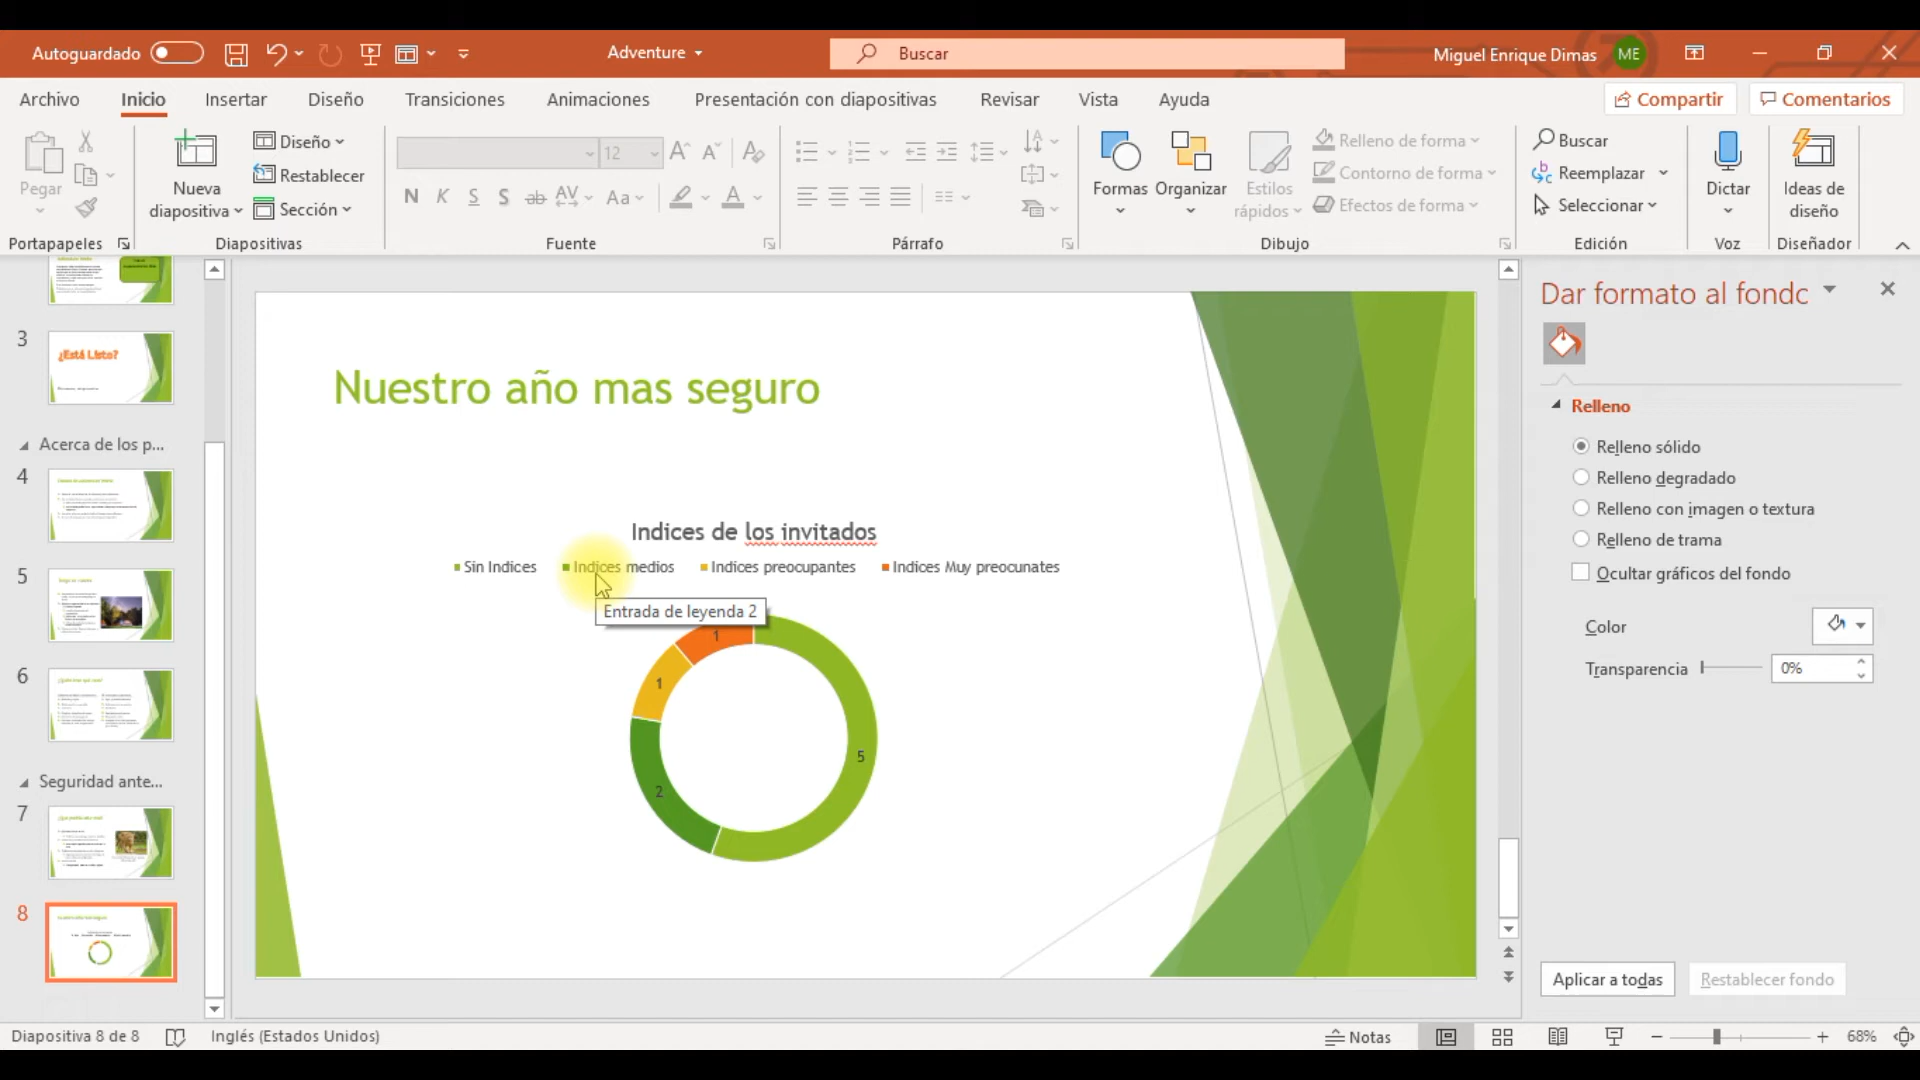 Autoguardado
Adventure
Buscar
Miguel Enrique Dimas
ME
Archivo
Inicio
Insertar
Diseño
Transiciones
Animaciones
Presentación con diapositivas
Revisar
Vista
Ayuda
Compartir
Comentarios
Pegar
Portapapeles
Nueva
diapositiva
Diseño
Restablecer
Sección
Diapositivas
12
N K S S ab AV Aa A
Fuente
Párrafo
Formas
Organizar
Estilos
rápidos
Relleno de forma
Contorno de forma
Efectos de forma
Dibujo
Buscar
Reemplazar
Seleccionar
Edición
Dictar
Voz
Ideas de
diseño
Diseñador
3
¿Está Listo?
Acerca de los p...
4
5
6
Seguridad ante...
7
8
Nuestro año mas seguro
Indices de los invitados
Sin Indices
Indices medios
Indices preocupantes
Indices Muy preocunates
Entrada de leyenda 2
1
1
5
2
Dar formato al fondc
Relleno
Relleno sólido
Relleno degradado
Relleno con imagen o textura
Relleno de trama
Ocultar gráficos del fondo
Color
Transparencia
0%
Aplicar a todas
Restablecer fondo
Diapositiva 8 de 8
Inglés (Estados Unidos)
Notas
68%